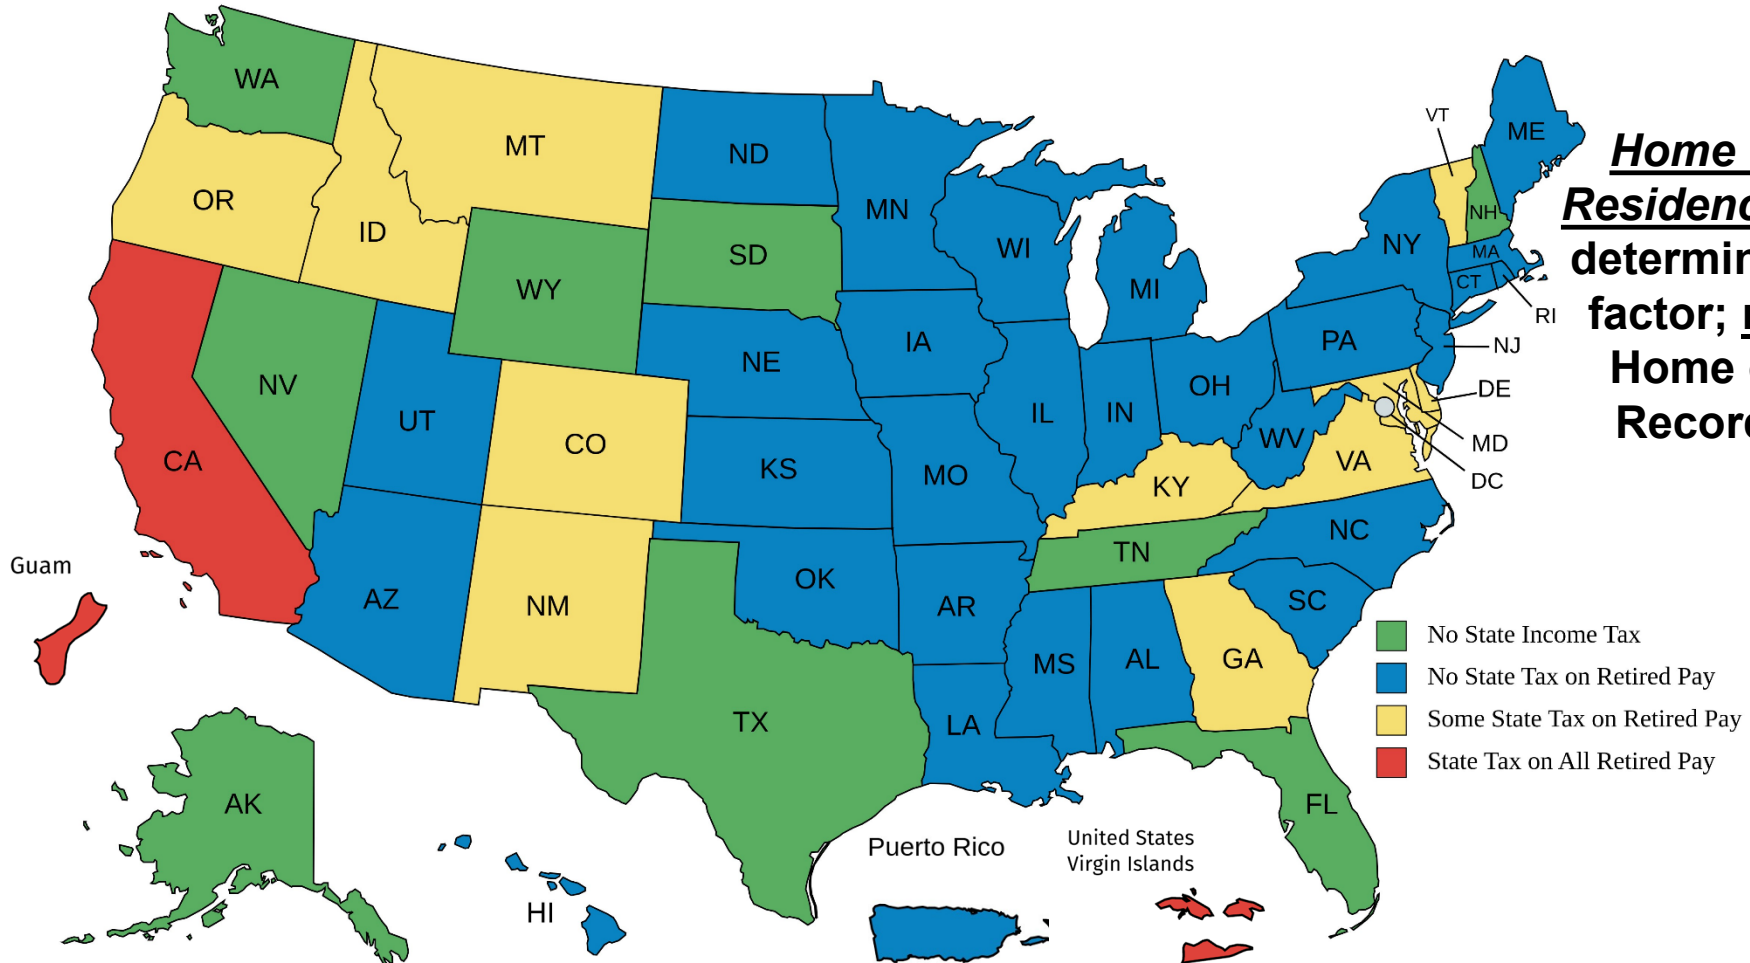 WA
MT
ND
OR
ID
MN
VT
ME
WY
SD
WI
MI
NY
NH
MA
CT
RI
NV
UT
CO
NE
IA
IL
IN
OH
PA
NJ
DE
MD
DC
CA
KS
MO
KY
WV
VA
AZ
NM
OK
AR
TN
NC
SC
TX
LA
MS
AL
GA
FL
AK
HI
Guam
Puerto Rico
United States
Virgin Islands
Home
determin
factor;
Home
Record
No State Income Tax
No State Tax on Retired Pay
Some State Tax on Retired Pay
State Tax on All Retired Pay